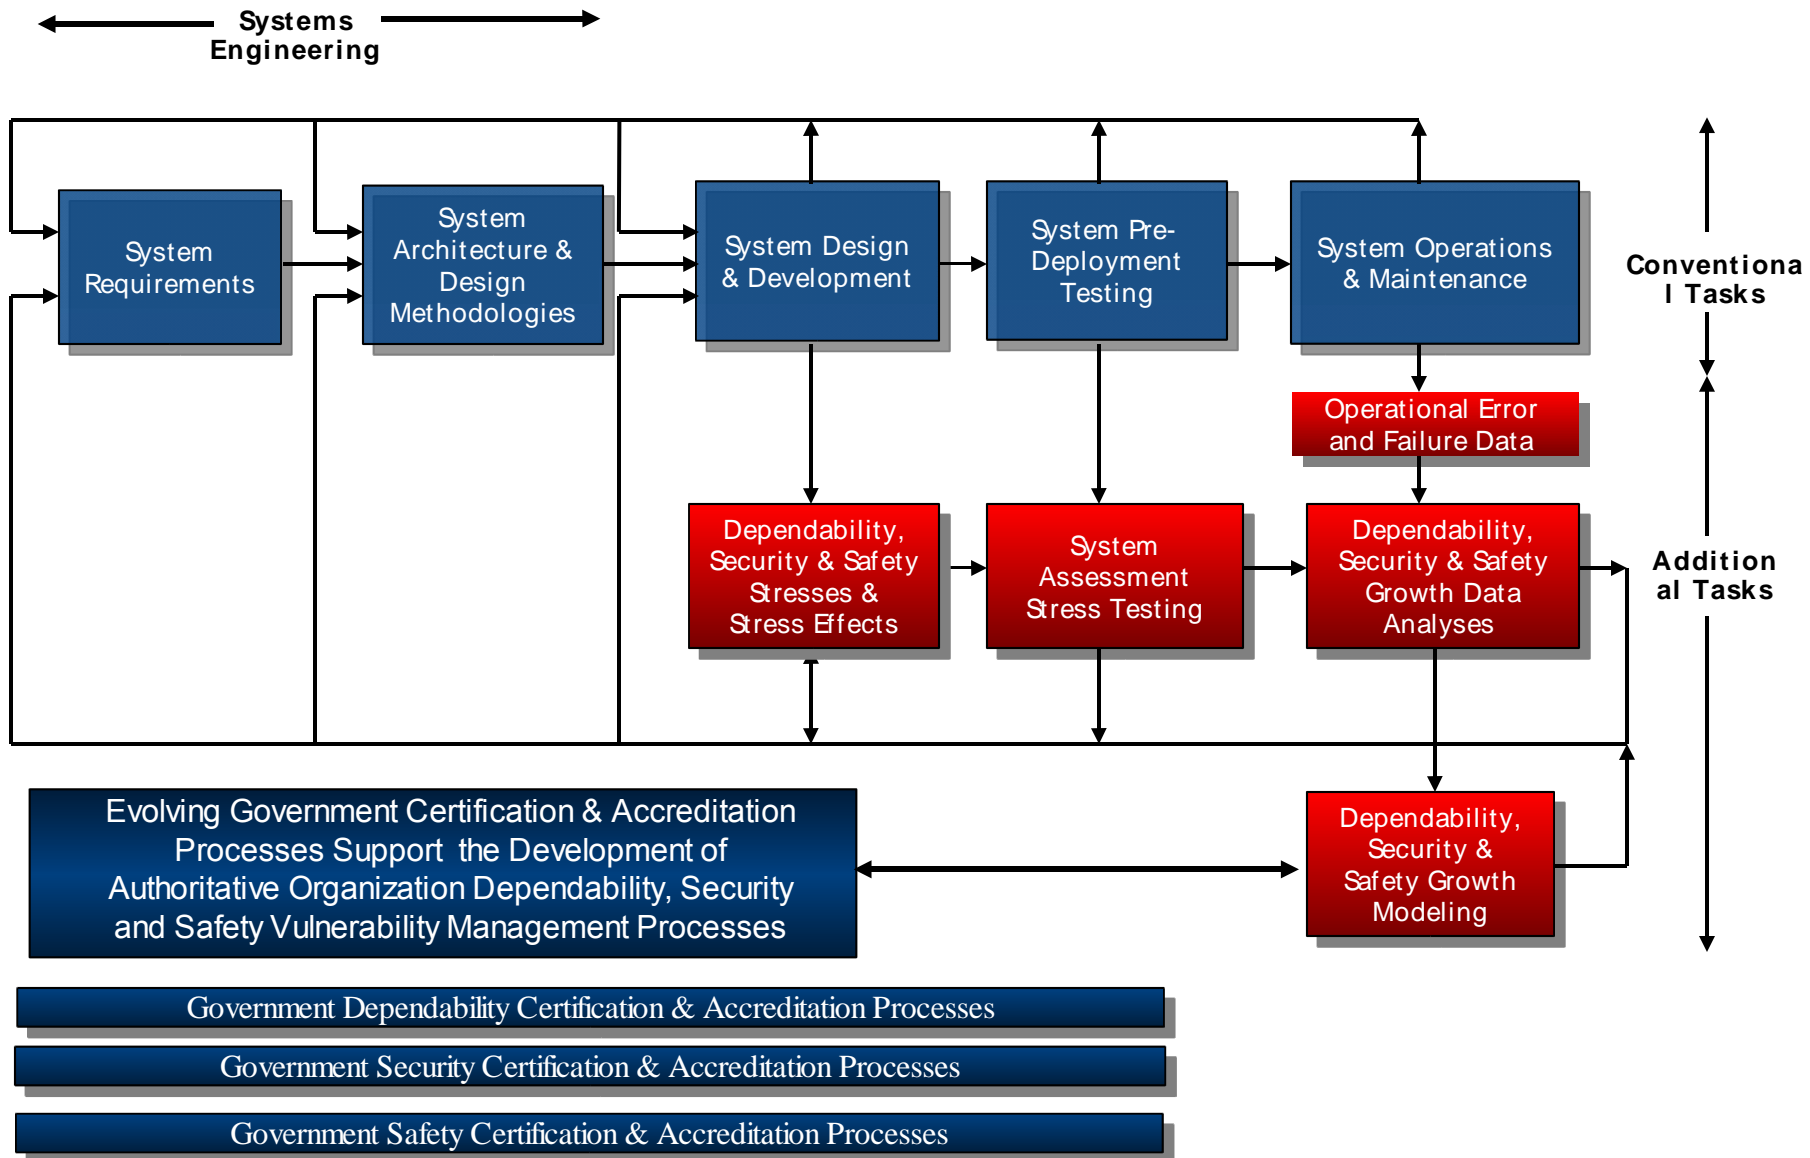 Systems
Engineering
System
Requirements
System
Architecture &
Design
Methodologies
System Design
& Development
System Pre-
Deployment
Testing
System Operations
& Maintenance
Conventiona
l Tasks
Operational Error
and Failure Data
Dependability,
Security & Safety
Stresses &
Stress Effects
System
Assessment
Stress Testing
Dependability,
Security & Safety
Growth Data
Analyses
Addition
al Tasks
Evolving Government Certification & Accreditation
Processes Support the Development of
Authoritative Organization Dependability, Security
and Safety Vulnerability Management Processes
Dependability,
Security &
Safety Growth
Modeling
Government Dependability Certification & Accreditation Processes
Government Security Certification & Accreditation Processes
Government Safety Certification & Accreditation Processes